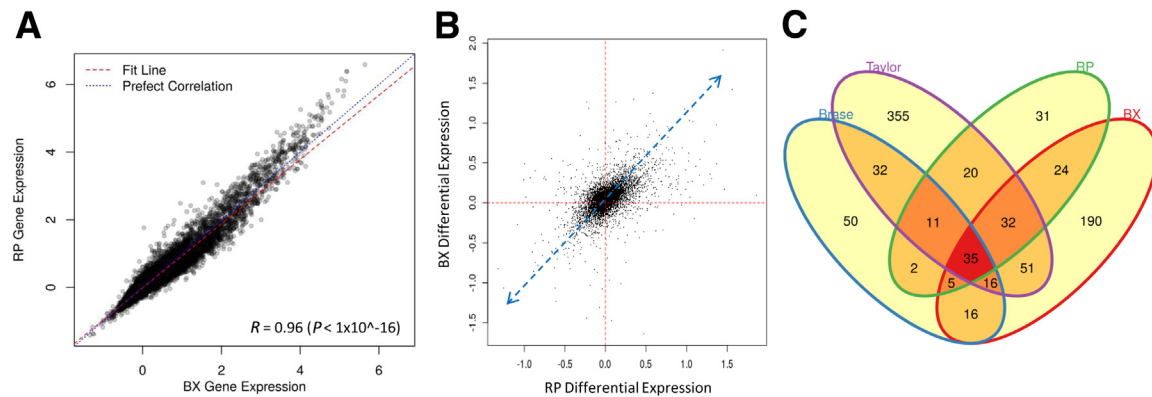 A
Fit Line
Prefect Correlation
6
4
2
0
RP Gene Expression
R = 0.96 (P < 1x10^-16)
0
2
4
6
BX Gene Expression
B
2.0
1.5
1.0
0.5
0.0
-0.5
-1.0
-1.5
BX Differential Expression
-1.0
-0.5
0.0
0.5
1.0
1.5
RP Differential Expression
C
Taylor
RP
Brase
BX
355
31
32
20
24
50
11
32
190
35
2
51
5
16
16